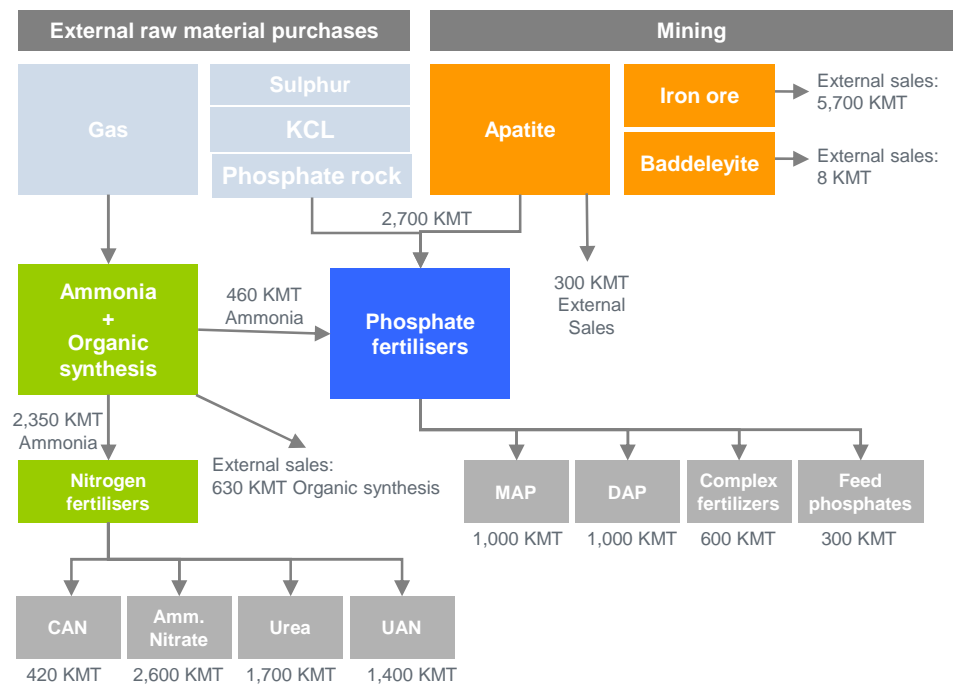 External raw material purchases
Mining
Gas
Sulphur
KCL
Phosphate rock
Apatite
Iron ore
Baddeleyite
External sales:
5,700 KMT
External sales:
8 KMT
2,700 KMT
300 KMT
External
Sales
Ammonia
+
Organic
synthesis
460 KMT
Ammonia
Phosphate
fertilisers
2,350 KMT
Ammonia
External sales:
630 KMT Organic synthesis
Nitrogen
fertilisers
MAP
DAP
Complex
fertilizers
Feed
phosphates
1,000 KMT
1,000 KMT
600 KMT
300 KMT
CAN
Amm.
Nitrate
Urea
UAN
420 KMT
2,600 KMT
1,700 KMT
1,400 KMT